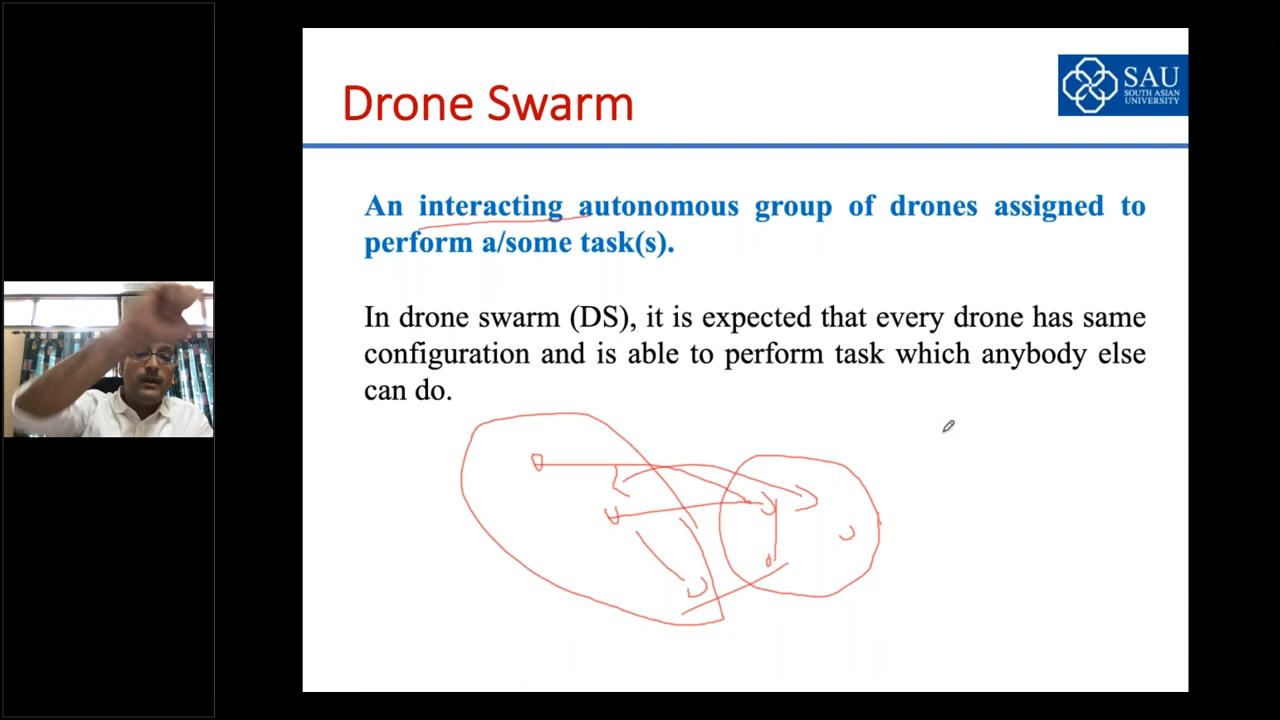 Drone Swarm
SAU
SOUTH ASIAN
UNIVERSITY
An interacting autonomous group of drones assigned to
perform a/some task(s).
In drone swarm (DS), it is expected that every drone has same
configuration and is able to perform task which anybody else
can do.